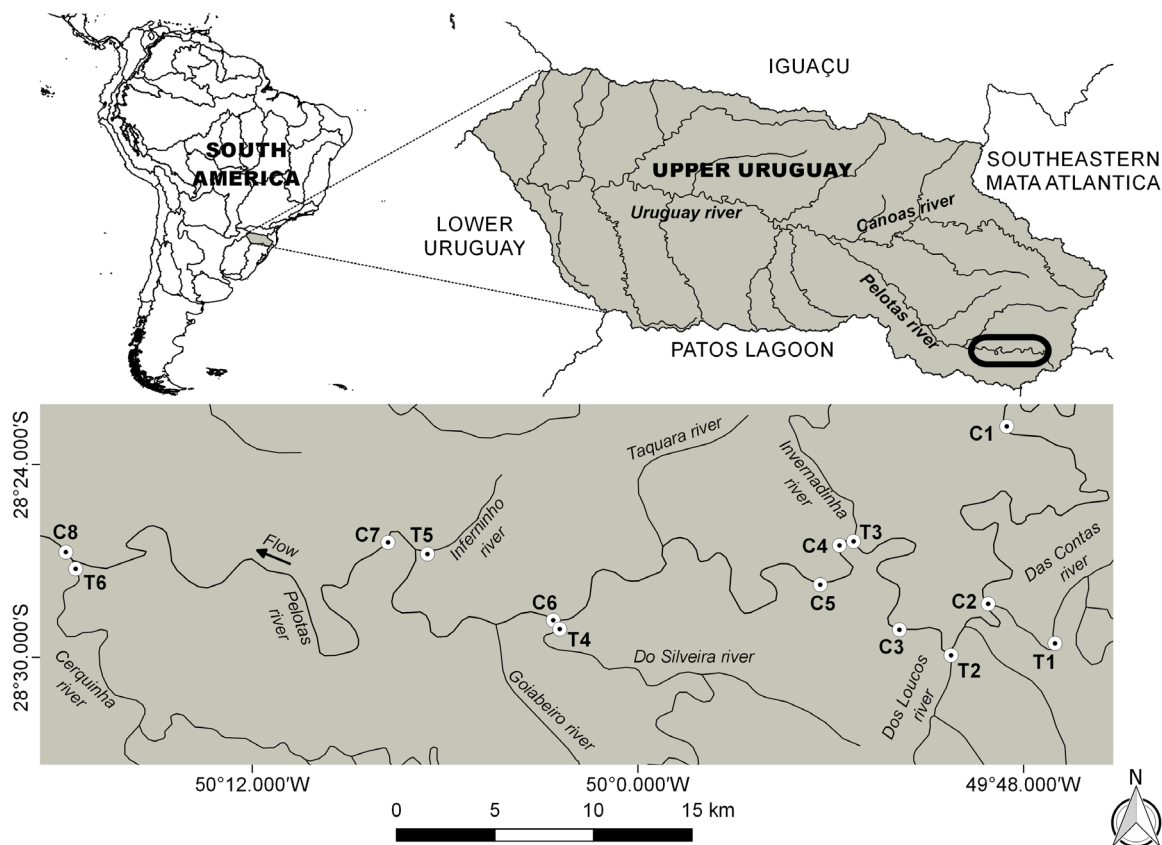 SOUTH
AMERICA
IGUAÇU
UPPER URUGUAY
SOUTHEASTERN
MATA ATLANTICA
LOWER
URUGUAY
Uruguay river
Canoas river
Pelotas river
PATOS LAGOON
28°24.000'S
28°30.000'S
C1
Taquara river
Invernadinha
river
C8
T6
Flow
C7
T5
Inferninho
river
C4
T3
C5
Das Contas
river
C2
Pelotas
river
C6
T4
C3
T2
T1
Cerquinha
river
Goiabeiro river
Do Silveira river
Dos Loucos
river
50°12.000'W
50°0.000'W
49°48.000'W
0
5
10
15 km
N